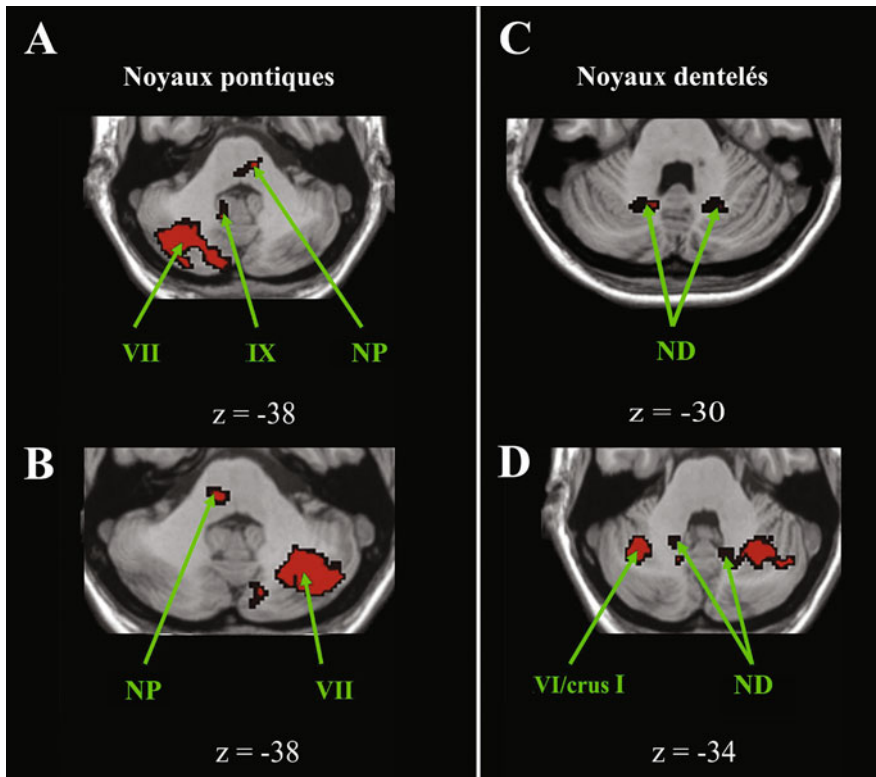 A
Noyaux pontiques
VII
IX
NP
z = -38
B
NP
VII
z = -38
C
Noyaux dentelés
ND
z = -30
D
VI/crus I
ND
z = -34